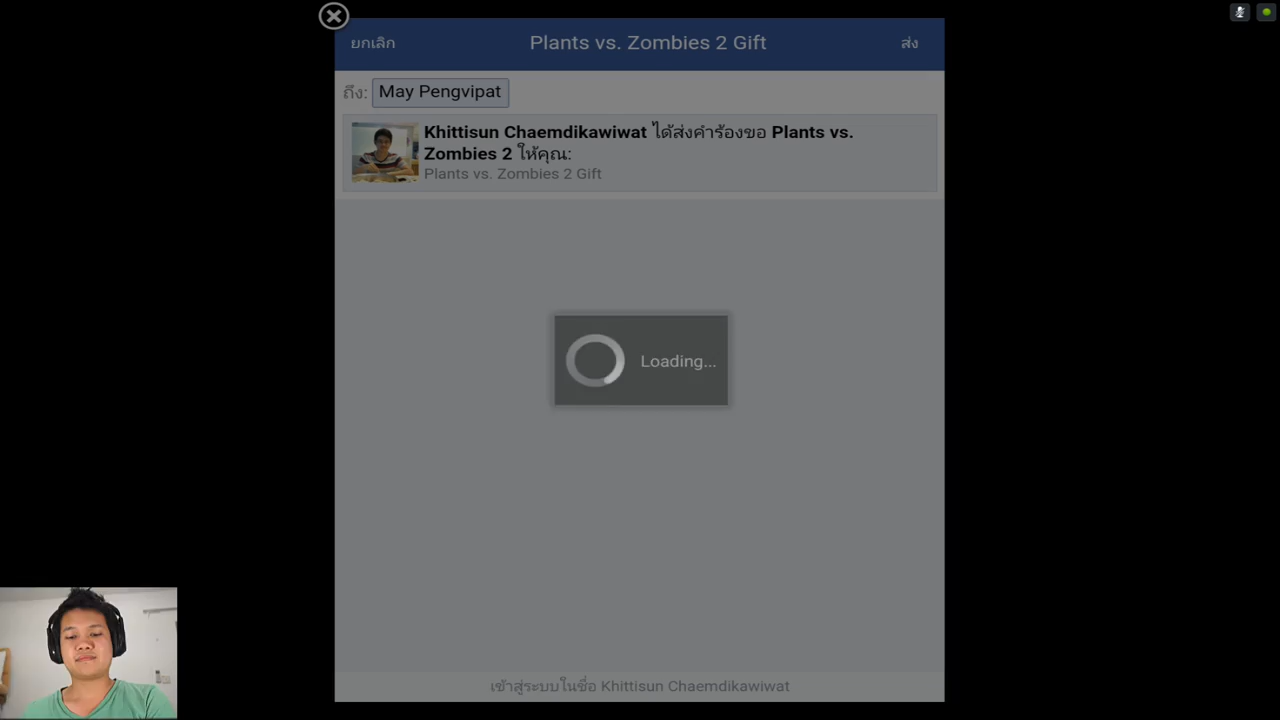 ยกเลิก Plants vs. Zombies 2 Gift ส่ง
ถึง: May Pengvipat
Khittisun Chaemdikawiwat ได้ส่งคำร้องขอ Plants vs.
Zombies 2 ให้คุณ:
Plants vs. Zombies 2 Gift
Loading...
เข้าสู่ระบบในชื่อ Khittisun Chaemdikawiwat